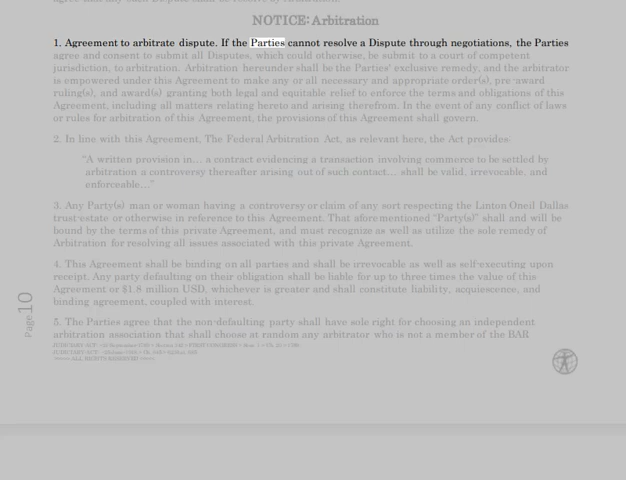 NOTICE: Arbitration
1. Agreement to arbitrate dispute. If the Parties cannot resolve a Dispute through negotiations, the Parties
agree and consent to submit all Disputes, which could otherwise, be submit to a court of competent
jurisdiction, to arbitration. Arbitration hereunder shall be the Parties' exclusive remedy, and the arbitrator
is empowered under this Agreement to make any or all necessary and appropriate order(s), pre-award
ruling(s), and award(s) granting both legal and equitable relief to enforce the terms and obligations of this
Agreement, including all matters relating hereto and arising therefrom. In the event of any conflict of laws
or rules for arbitration of this Agreement, the provisions of this Agreement shall govern.
2. In line with this Agreement, The Federal Arbitration Act, as relevant here, the Act provides
"A written provision in… a contract evidencing a transaction involving commerce to be settled by
arbitration a controversy thereafter arising out of such contact… shall be valid, irrevocable, and
enforceable…"
3. Any Party(s) man or woman having a controversy or claim of any sort respecting the Linton Oneil Dallas
trust-estate or otherwise in reference to this Agreement. That aforementioned "Party(s)" shall and will be
bound by the terms of this private Agreement, and must recognize as well as utilize the sole remedy of
Arbitration for resolving all issues associated with this private Agreement.
4. This Agreement shall be binding on all parties and shall be irrevocable as well as self-executing upon
receipt. Any party defaulting on their obligation shall be liable for up to three times the value of this
Agreement or $1.8 million USD, whichever is greater and shall constitute liability, acquiescence, and
binding agreement, coupled with interest.
5. The Parties agree that the non-defaulting party shall have sole right for choosing an independent
arbitration association that shall choose at random any arbitrator who is not a member of the BAR
Page 10
ALL RIGHTS RESERVED